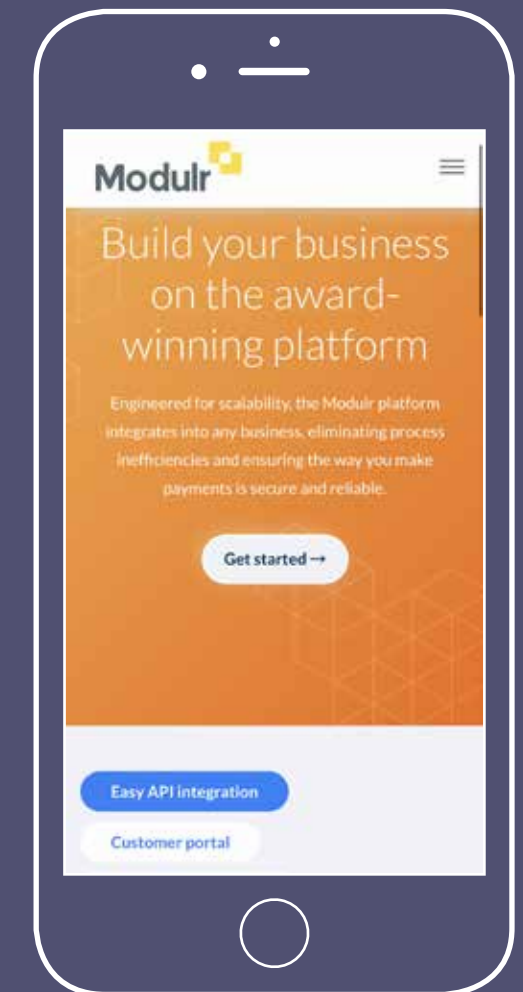 Modulr
Build your business
on the award-
winning platform
Engineered for scalability, the Modulr platform
integrates into any business, eliminating process
inefficiencies and ensuring the way you make
payments is secure and reliable.
Get started →
Easy API integration
Customer portal